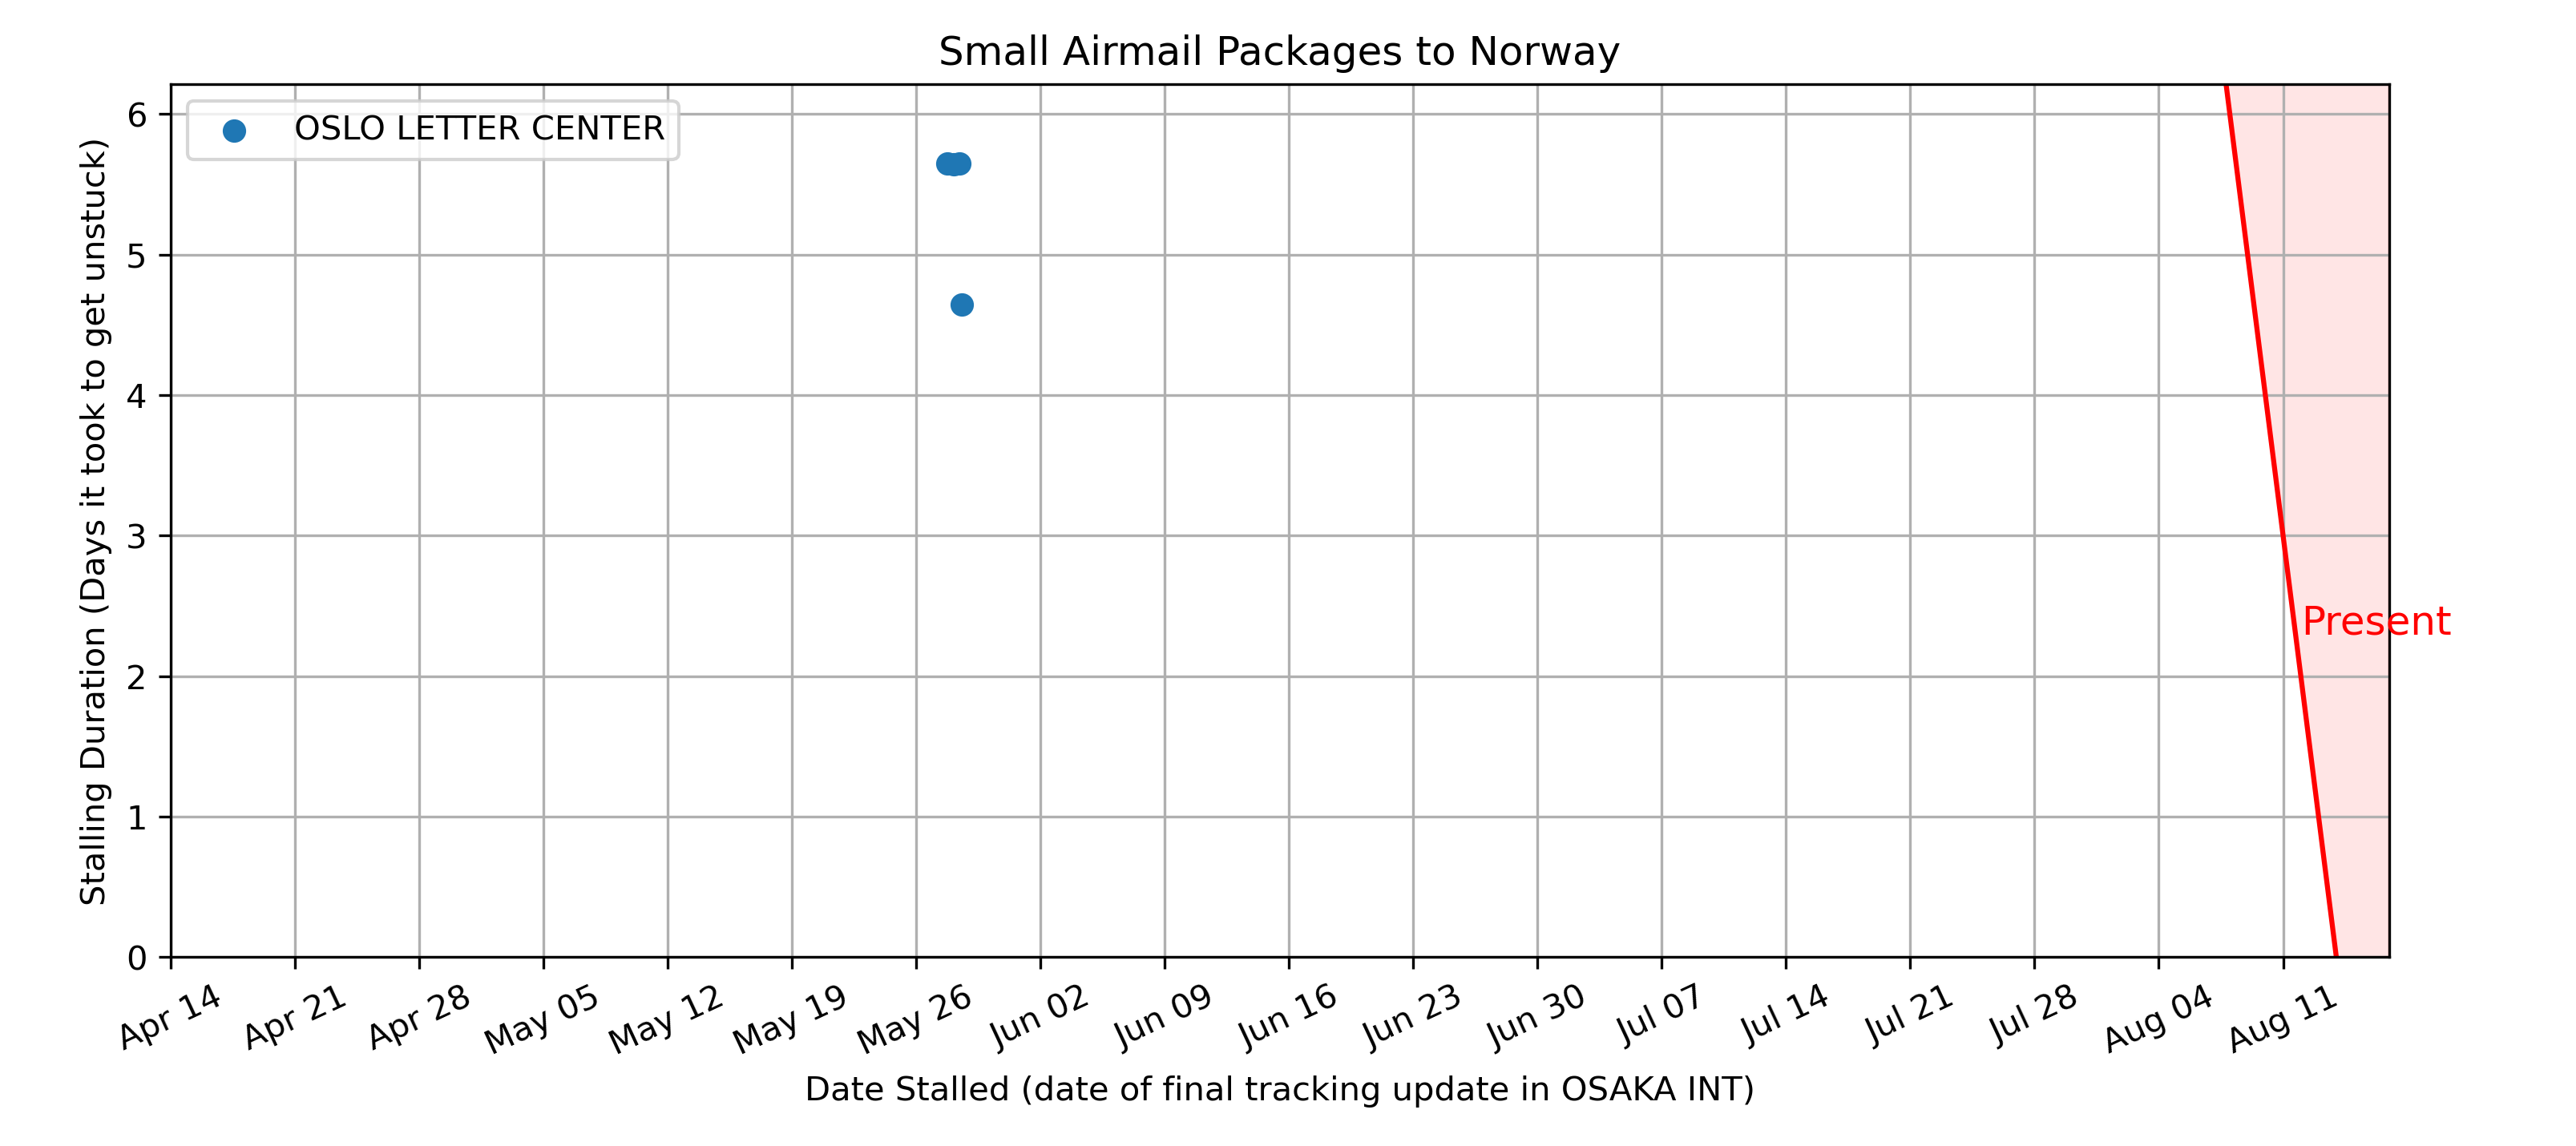 Small Airmail Packages to Norway
OSLO LETTER CENTER
Stalling Duration (Days it took to get unstuck)
6
5
4
3
2
1
0
Present
Apr 14
Apr 21
Apr 28
May 05
May 12
May 19
May 26
Jun 02
Jun 09
Jun 16
Jun 23
Jun 30
Jul 07
Jul 14
Jul 21
Jul 28
Aug 04
Aug 11
Date Stalled (date of final tracking update in OSAKA INT)